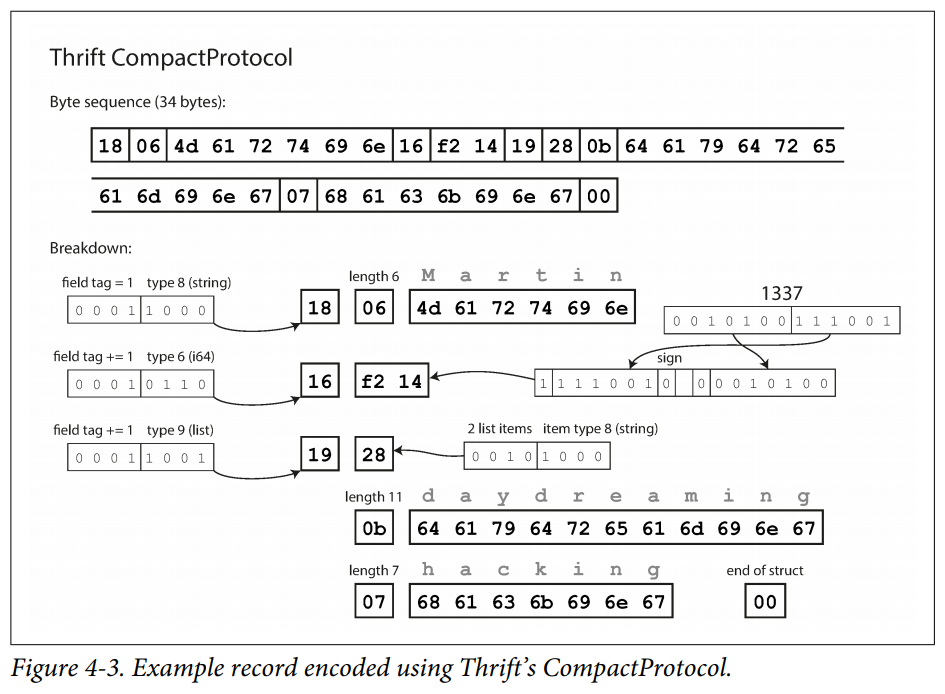 Thrift CompactProtocol
Byte sequence (34 bytes):
18 06 4d 61 72 74 69 6e 16 f2 14 19 28 0b 64 61 79 64 72 65
61 6d 69 6e 67 07 68 61 63 6b 69 6e 67 00
Breakdown:
field tag = 1 type 8 (string) length 6 M a r t i n
0 0 0 1 1 0 0 0 18 06 4d 61 72 74 69 6e
1337
0 0 1 0 1 0 0 1 1 1 0 0 1
field tag += 1 type 6 (i64) sign
0 0 0 1 0 1 1 0 16 f2 14 1 1 1 1 0 0 1 0 0 0 0 1 0 1 0 0
field tag += 1 type 9 (list) 2 list items item type 8 (string)
0 0 0 1 1 0 0 1 19 28 0 0 1 0 1 0 0 0
length 11 d a y d r e a m i n g
0b 64 61 79 64 72 65 61 6d 69 6e 67
length 7 h a c k i n g end of struct
07 68 61 63 6b 69 6e 67 00
Figure 4-3. Example record encoded using Thrift's CompactProtocol.